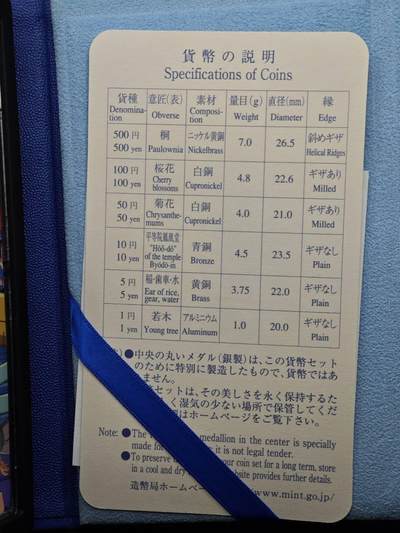 貨幣の説明
Specifications of Coins
貨種 意匠(表) 素材 量目(g) 直径(mm) 縁
Denomina-tion Obverse Composi-tion Weight Diameter Edge
500円 桐 ニッケル黄銅 7.0 26.5 斜めギザ
500 yen Paulownia Nickelbrass Helical Ridges
100円 桜花 白銅 4.8 22.6 ギザあり
100 yen Cherry blossoms Cupronickel Milled
50円 菊花 白銅 4.0 21.0 ギザあり
50 yen Chrysanthe-mums Cupronickel Milled
10円 平等院鳳凰堂 青銅 4.5 23.5 ギザなし
10 yen "Hōō-dō" of the temple Byōdō-in Bronze Plain
5円 稲・歯車・水 黄銅 3.75 22.0 ギザなし
5 yen Ear of rice, gear, water Brass Plain
1円 若木 アルミニウム 1.0 20.0 ギザなし
1 yen Young tree Aluminum Plain
●中央の丸いメダル(銀製)は、この貨幣セット
のために特別に製造したもので、貨幣ではあ
ません。
セットは、その美しさを永く保持するた
く湿気の少ない場所で保管してくだ
はホームページをご覧下さい。
Note: ●The medallion in the center is specially
made for it is not legal tender.
●To preserve our coin set for a long term, store
in a cool and dry website provides further details.
造幣局ホームペー www.mint.go.jp/